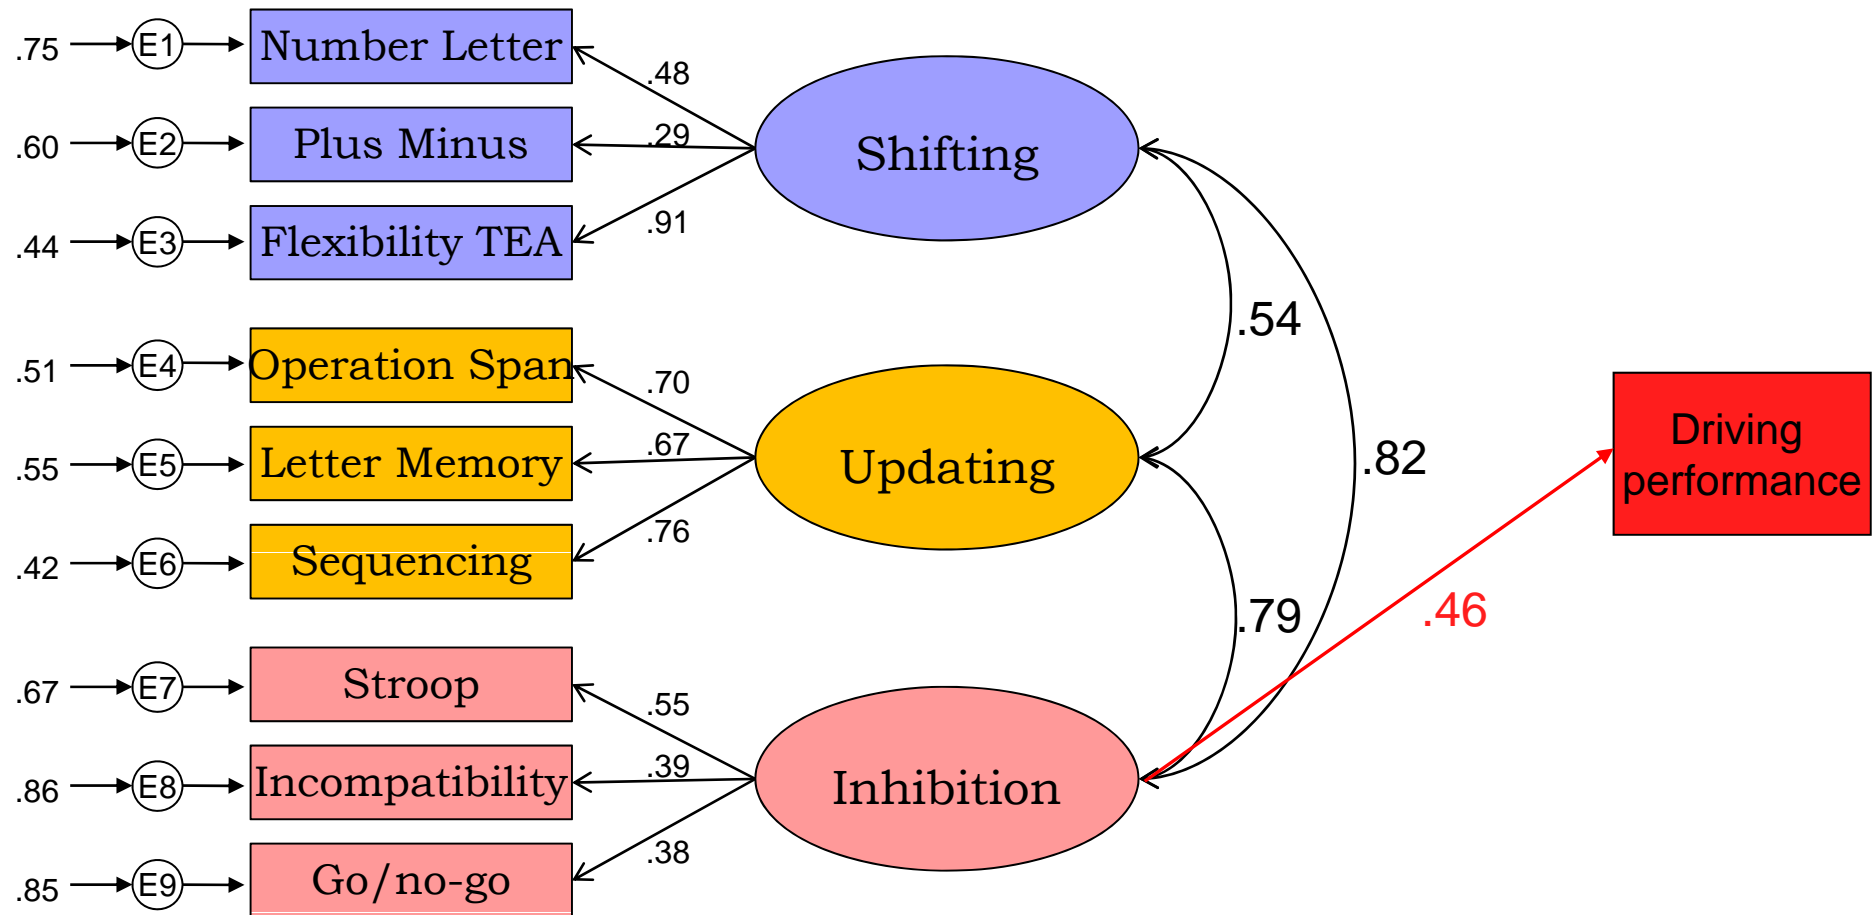 .75
E1
Number Letter
.48
.60
E2
Plus Minus
.29
Shifting
.44
E3
Flexibility TEA
.91
.54
.51
E4
Operation Span
.70
.55
E5
Letter Memory
.67
Updating
.82
Driving
performance
.42
E6
Sequencing
.76
.79
.46
.67
E7
Stroop
.55
.86
E8
Incompatibility
.39
Inhibition
.85
E9
Go/no-go
.38